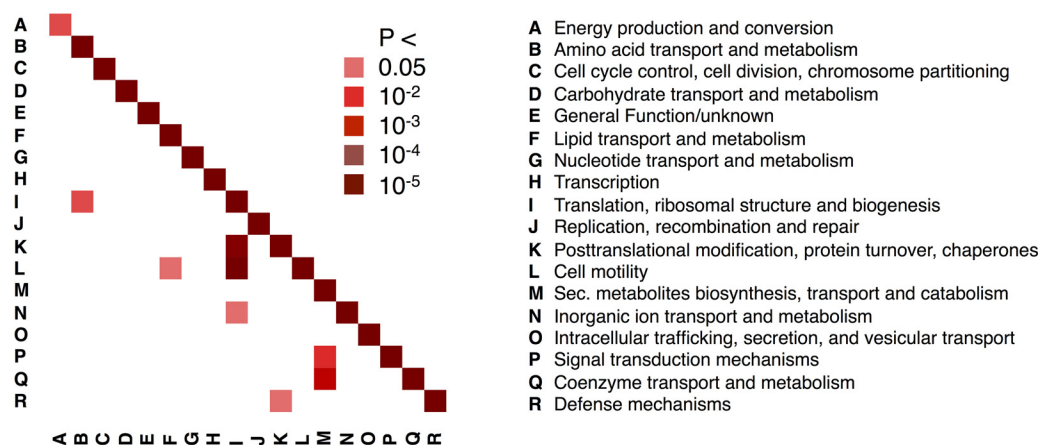 A
B
C
D
E
F
G
H
I
J
K
L
M
N
O
P
Q
R
A B C D E F G H I J K L M N O P Q R
P <
0.05
10-2
10-3
10-4
10-5
A Energy production and conversion
B Amino acid transport and metabolism
C Cell cycle control, cell division, chromosome partitioning
D Carbohydrate transport and metabolism
E General Function/unknown
F Lipid transport and metabolism
G Nucleotide transport and metabolism
H Transcription
I Translation, ribosomal structure and biogenesis
J Replication, recombination and repair
K Posttranslational modification, protein turnover, chaperones
L Cell motility
M Sec. metabolites biosynthesis, transport and catabolism
N Inorganic ion transport and metabolism
O Intracellular trafficking, secretion, and vesicular transport
P Signal transduction mechanisms
Q Coenzyme transport and metabolism
R Defense mechanisms